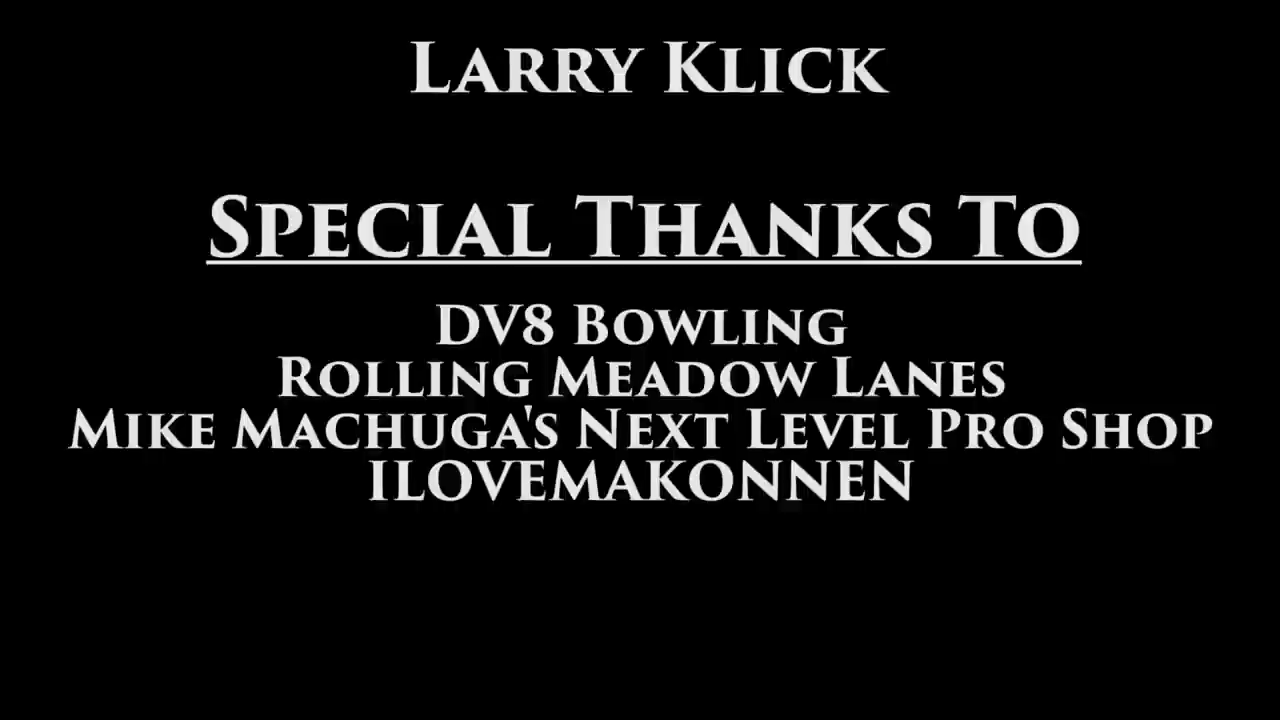 Larry Klick
Special Thanks To
DV8 Bowling
Rolling Meadow Lanes
Mike Machuga's Next Level Pro Shop
ILOVEMAKONNEN